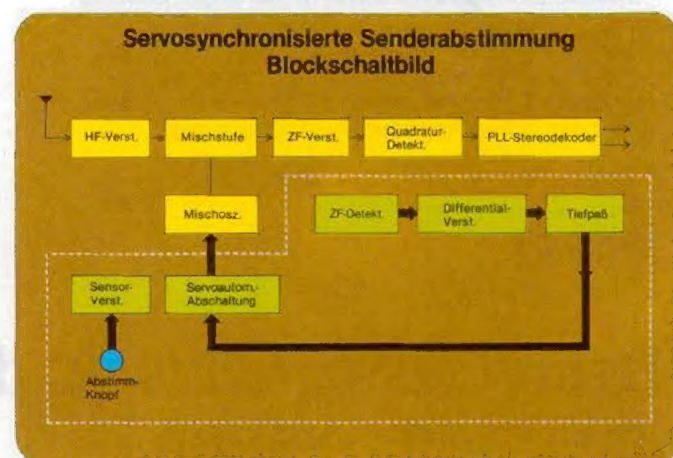 Servosynchronisierte Senderabstimmung
Blockschaltbild
HF-Verst.
Mischstufe
ZF-Verst.
Quadratur-
Detekt.
PLL-Stereodekoder
Mischosz.
ZF-Detekt.
Differential-
Verst.
Tiefpaß
Sensor-
Verst.
Servoautom.-
Abschaltung
Abstimm-
Knopf